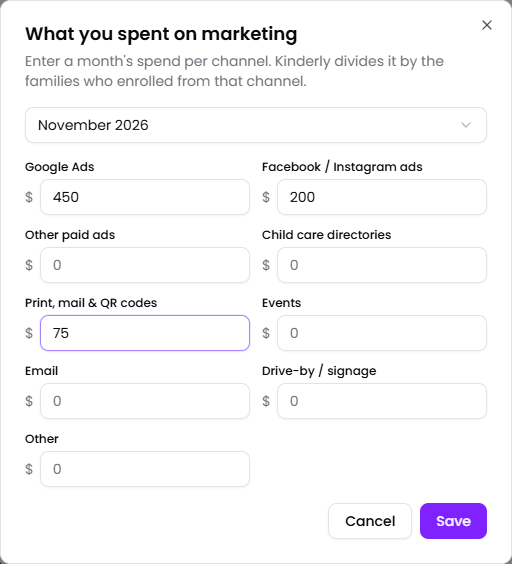 What you spent on marketing
Enter a month's spend per channel. Kinderly divides it by the
families who enrolled from that channel.
November 2026
Google Ads
$ 450
Facebook / Instagram ads
$ 200
Other paid ads
$ 0
Child care directories
$ 0
Print, mail & QR codes
$ 75
Events
$ 0
Email
$ 0
Drive-by / signage
$ 0
Other
$ 0
Cancel
Save